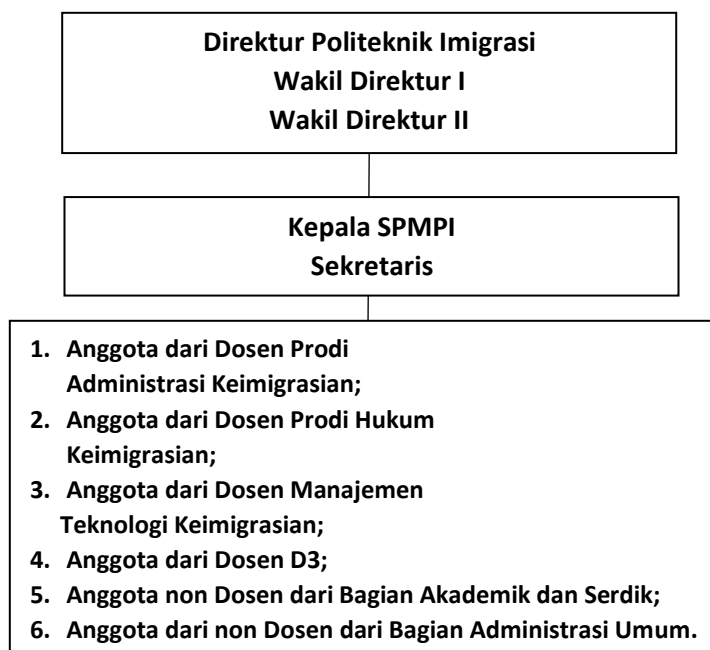 Direktur Politeknik Imigrasi
Wakil Direktur I
Wakil Direktur II
Kepala SPMPI
Sekretaris
1. Anggota dari Dosen Prodi
Administrasi Keimigrasian;
2. Anggota dari Dosen Prodi Hukum
Keimigrasian;
3. Anggota dari Dosen Manajemen
Teknologi Keimigrasian;
4. Anggota dari Dosen D3;
5. Anggota non Dosen dari Bagian Akademik dan Serdik;
6. Anggota dari non Dosen dari Bagian Administrasi Umum.